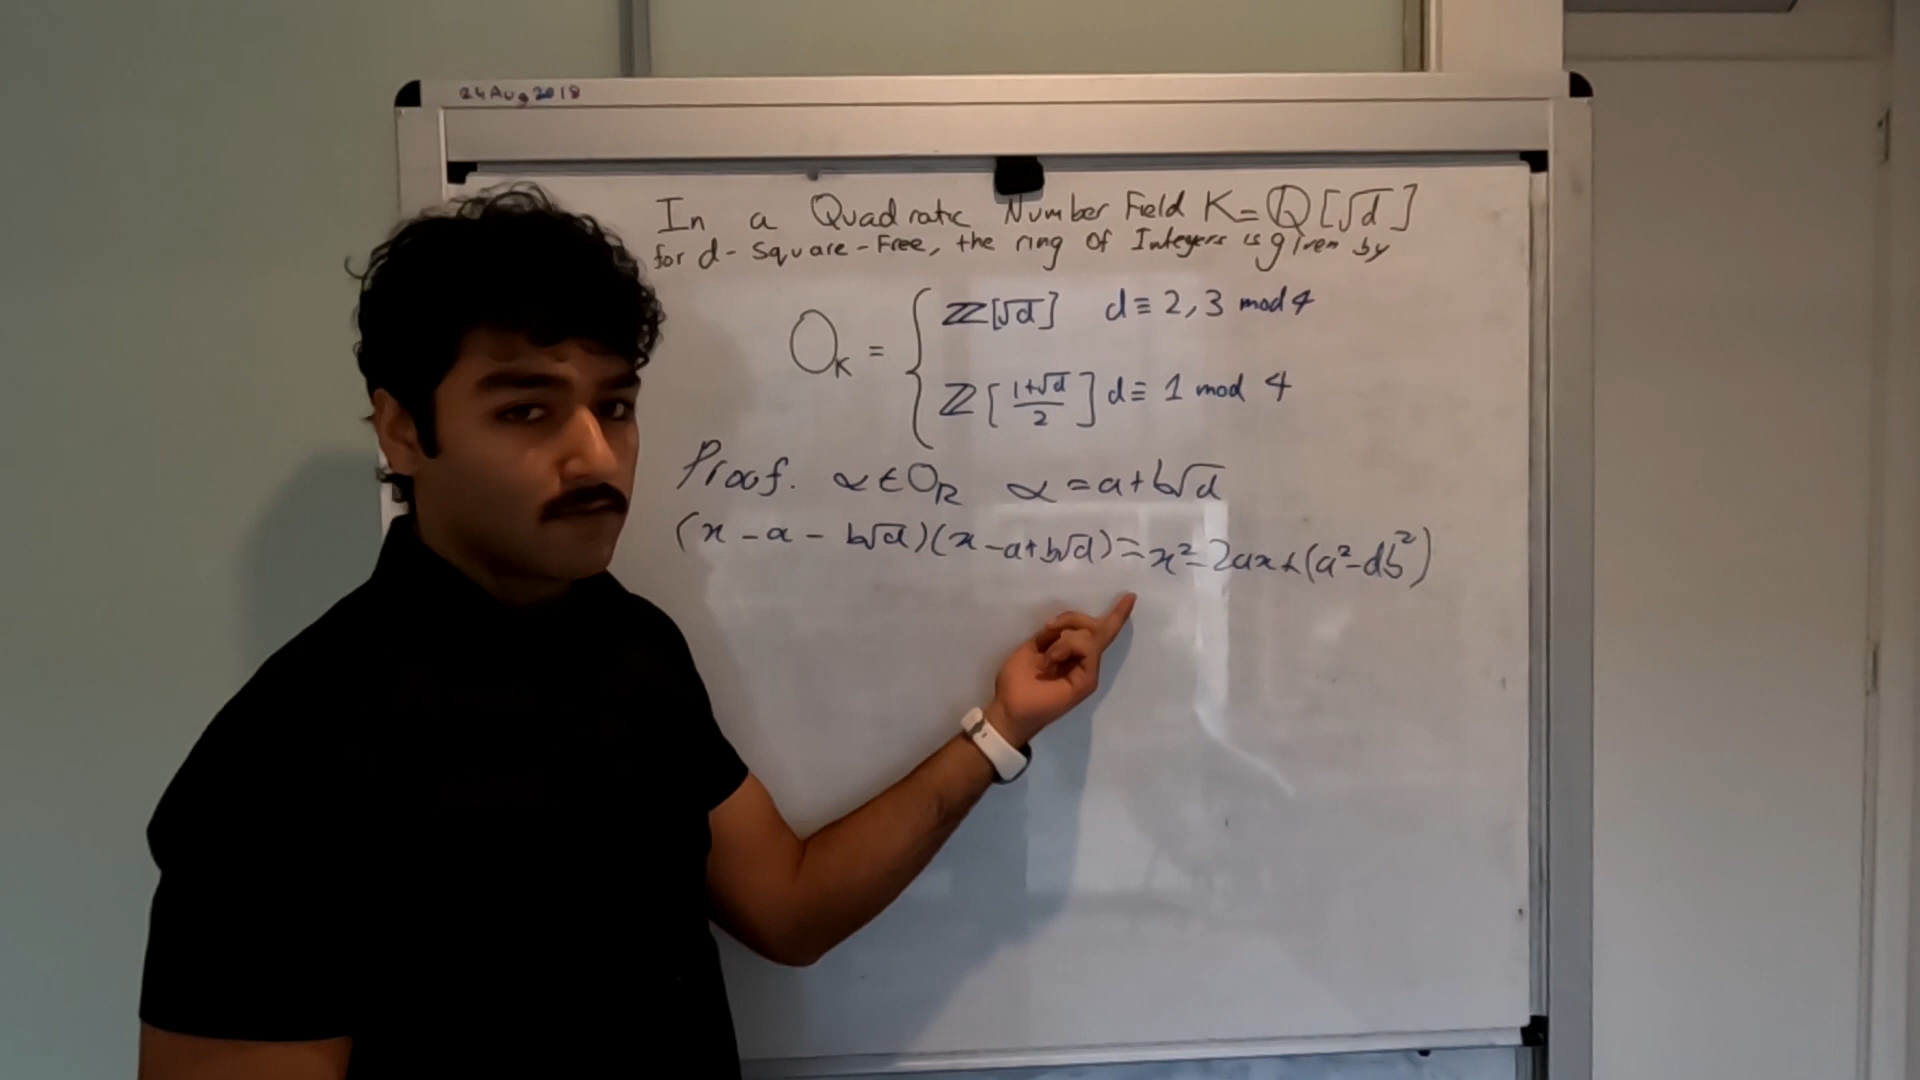 24 Aug 2018
In a Quadratic Number Field K=ℚ[√d]
for d-Square-Free, the ring of Integers is given by
O_K = { ℤ[√d] d≡2,3 mod 4
ℤ[(1+√d)/2] d≡ 1 mod 4
Proof. α∈O_K α=a+b√d
(x-a-b√d)(x-a+b√d)=x²-2ax+(a²-db²)